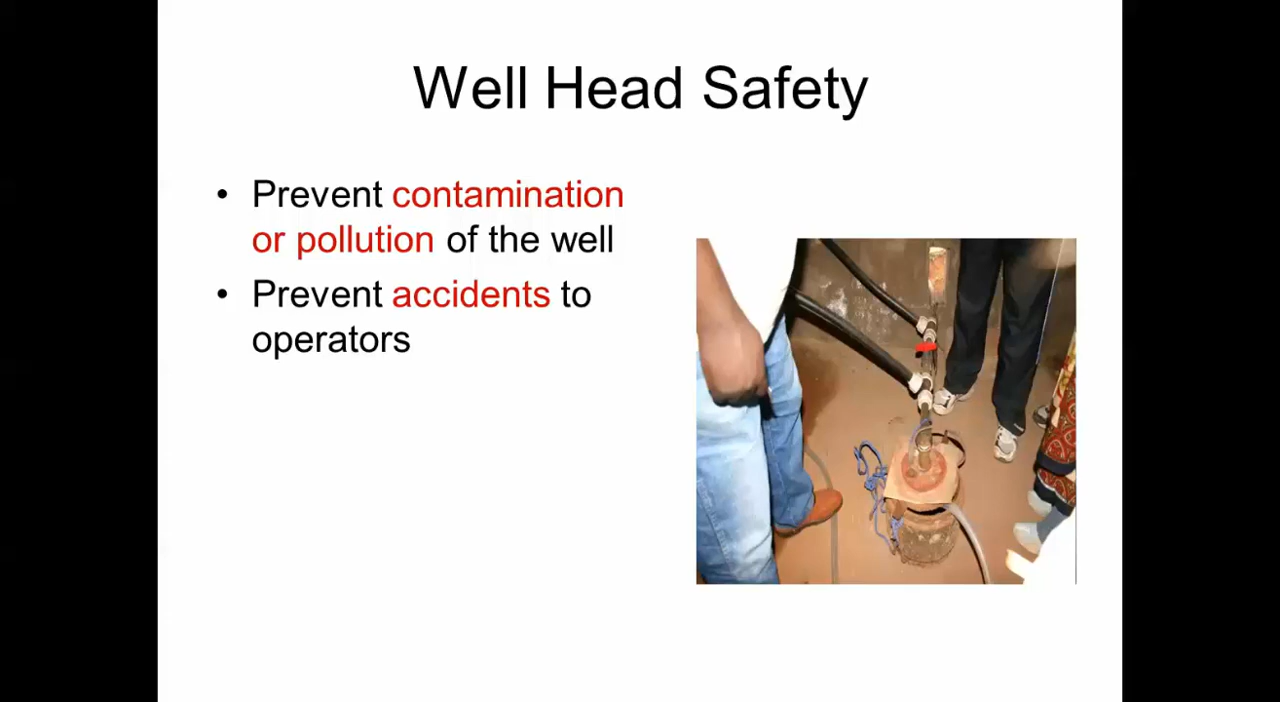 Well Head Safety
• Prevent contamination
or pollution of the well
• Prevent accidents to
operators